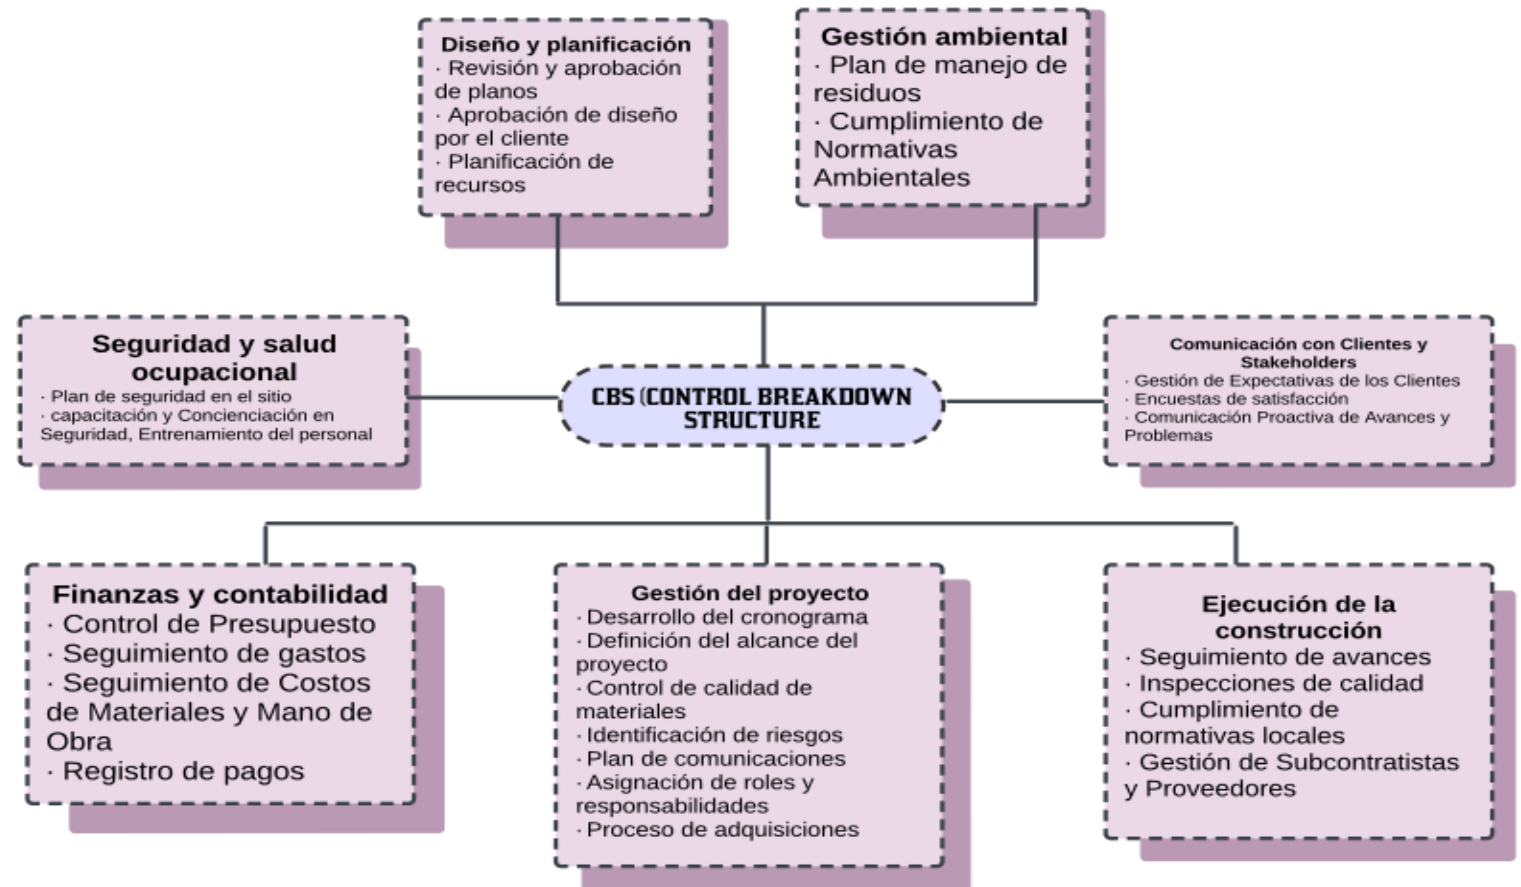 Diseño y planificación
· Revisión y aprobación
de planos
· Aprobación de diseño
por el cliente
· Planificación de
recursos
Gestión ambiental
· Plan de manejo de
residuos
· Cumplimiento de
Normativas
Ambientales
Seguridad y salud
ocupacional
· Plan de seguridad en el sitio
· capacitación y Concienciación en
Seguridad, Entrenamiento del personal
CBS (CONTROL BREAKDOWN
STRUCTURE
Comunicación con Clientes y
Stakeholders
· Gestión de Expectativas de los Clientes
· Encuestas de satisfacción
· Comunicación Proactiva de Avances y
Problemas
Finanzas y contabilidad
· Control de Presupuesto
· Seguimiento de gastos
· Seguimiento de Costos
de Materiales y Mano de
Obra
· Registro de pagos
Gestión del proyecto
· Desarrollo del cronograma
· Definición del alcance del
proyecto
· Control de calidad de
materiales
· Identificación de riesgos
· Plan de comunicaciones
· Asignación de roles y
responsabilidades
· Proceso de adquisiciones
Ejecución de la
construcción
· Seguimiento de avances
· Inspecciones de calidad
· Cumplimiento de
normativas locales
· Gestión de Subcontratistas
y Proveedores